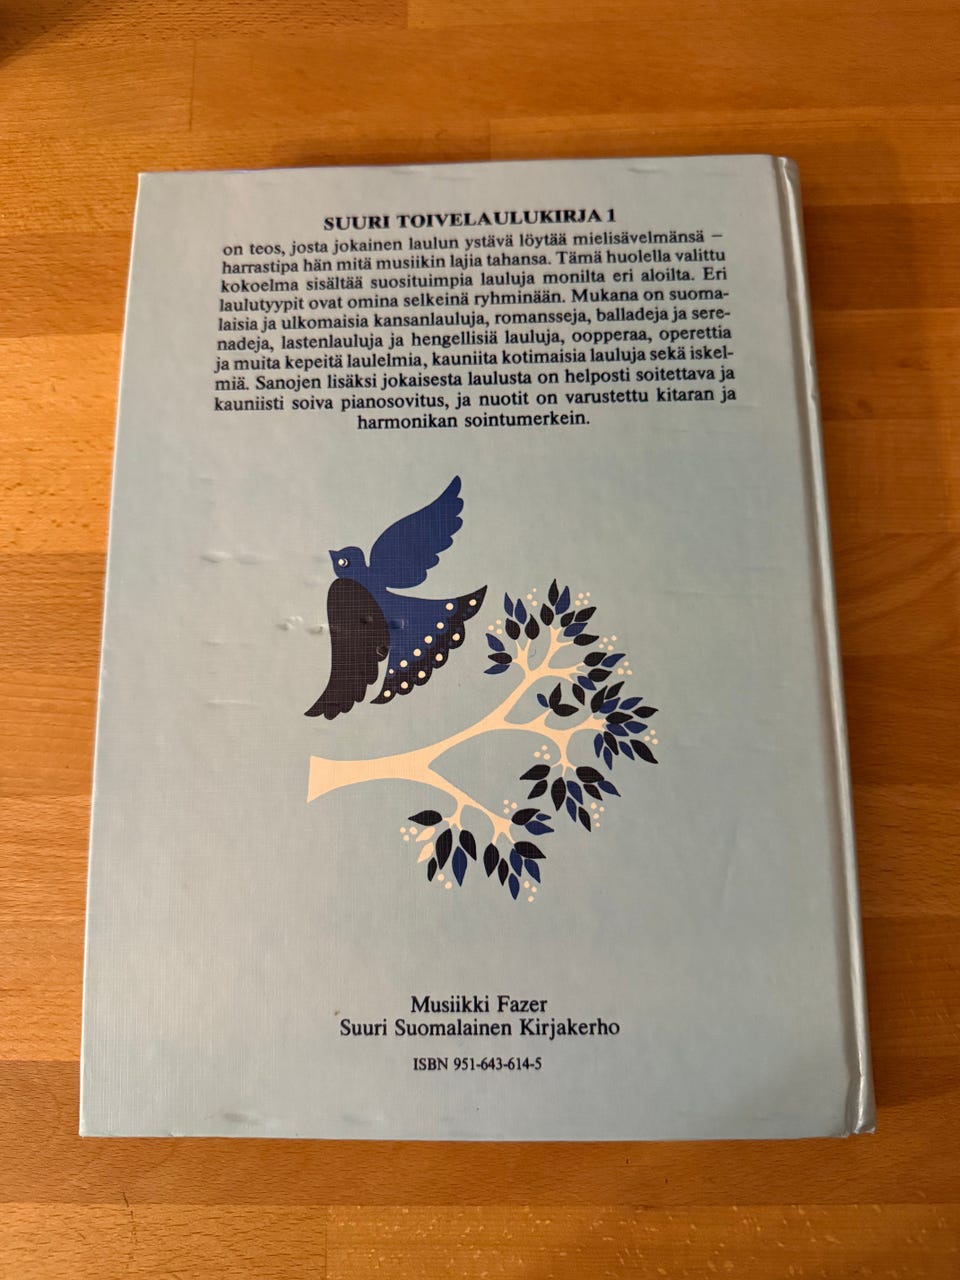 SUURI TOIVELAULUKIRJA 1
on teos, josta jokainen laulun ystävä löytää mielisävelmänsä –
harrastipa hän mitä musiikin lajia tahansa. Tämä huolella valittu
kokoelma sisältää suosituimpia lauluja monilta eri aloilta. Eri
laulutyypit ovat omina selkeinä ryhminään. Mukana on suoma-
laisia ja ulkomaisia kansanlauluja, romansseja, balladeja ja sere-
nadeja, lastenlauluja ja hengellisiä lauluja, oopperaa, operettia
ja muita kepeitä laulelmia, kauniita kotimaisia lauluja sekä iskel-
miä. Sanojen lisäksi jokaisesta laulusta on helposti soitettava ja
kauniisti soiva pianosovitus, ja nuotit on varustettu kitaran ja
harmonikan sointumerkein.
Musiikki Fazer
Suuri Suomalainen Kirjakerho
ISBN 951-643-614-5